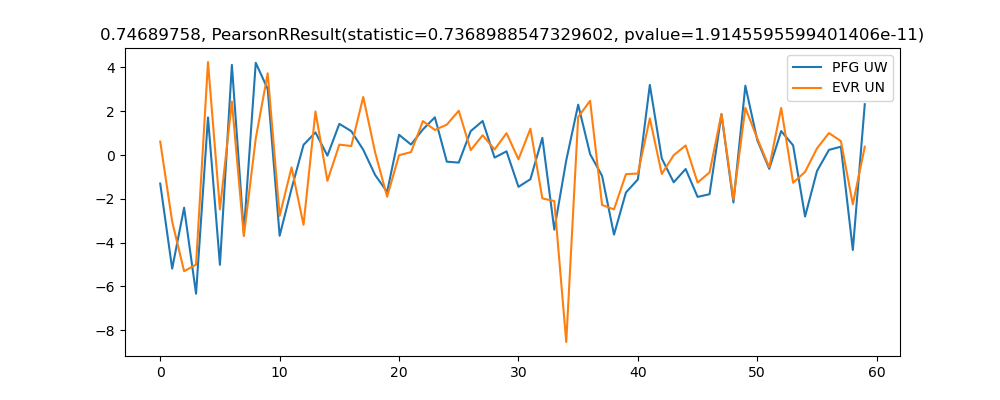 0.74689758, PearsonRResult(statistic=0.7368988547329602, pvalue=1.9145595599401406e-11)
PFG UW
EVR UN
4
2
0
−2
−4
−6
−8
0 10 20 30 40 50 60